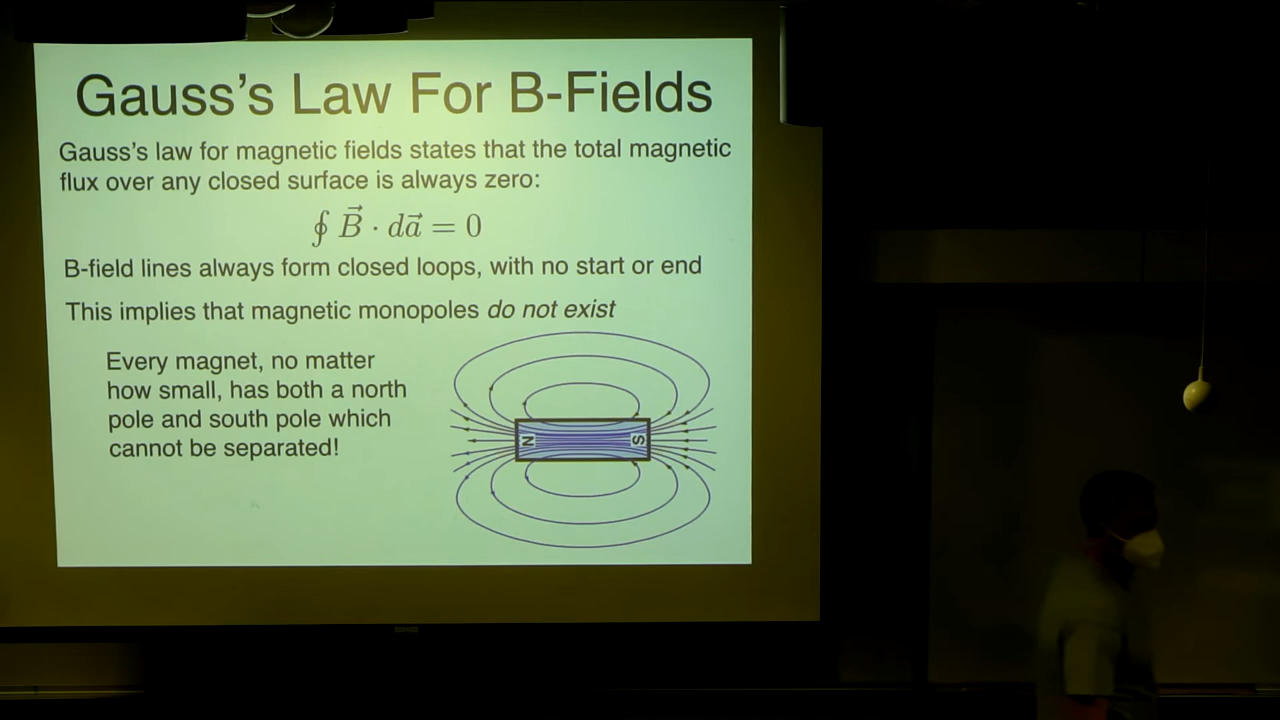 Gauss's Law For B-Fields
Gauss's law for magnetic fields states that the total magnetic
flux over any closed surface is always zero:
∮ B⃗ · da⃗ = 0
B-field lines always form closed loops, with no start or end
This implies that magnetic monopoles do not exist
Every magnet, no matter
how small, has both a north
pole and south pole which
cannot be separated!
N
S